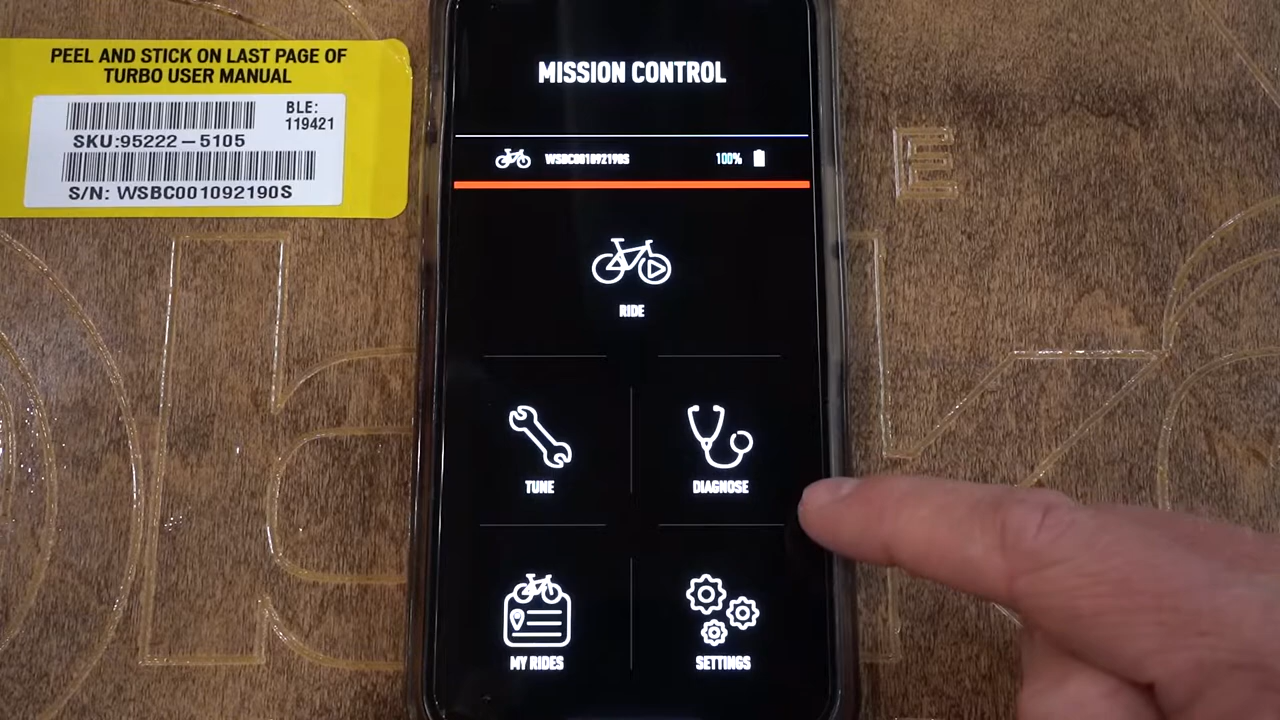 PEEL AND STICK ON LAST PAGE OF
TURBO USER MANUAL
BLE:
119421
SKU:95222-5105
S/N: WSBC001092190S
MISSION CONTROL
WSBC001092190S 100%
RIDE
TUNE
DIAGNOSE
MY RIDES
SETTINGS
E